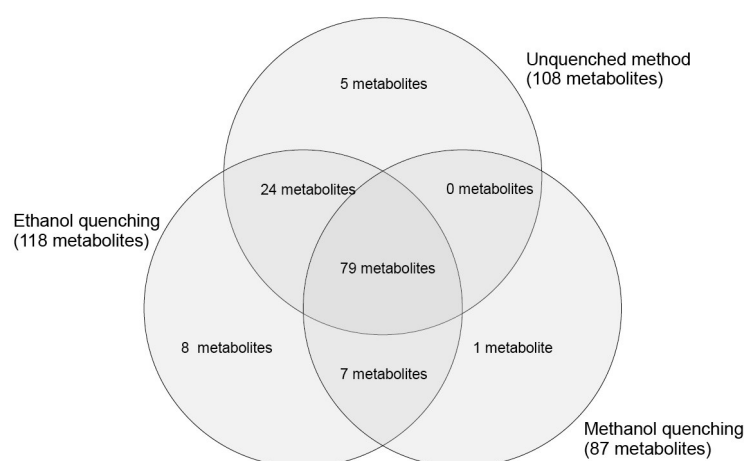 Unquenched method
(108 metabolites)
5 metabolites
24 metabolites
0 metabolites
Ethanol quenching
(118 metabolites)
79 metabolites
8 metabolites
1 metabolite
7 metabolites
Methanol quenching
(87 metabolites)